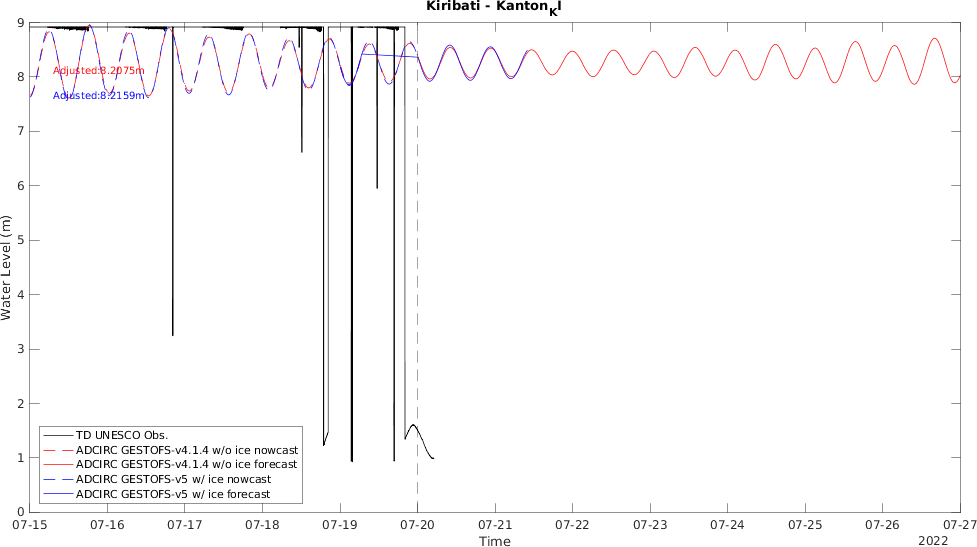 Kiribati - Kanton_KI
9
8
7
6
5
4
3
2
1
0
Water Level (m)
Adjusted:8.2075m
Adjusted:8.2159m
TD UNESCO Obs.
ADCIRC GESTOFS-v4.1.4 w/o ice nowcast
ADCIRC GESTOFS-v4.1.4 w/o ice forecast
ADCIRC GESTOFS-v5 w/ ice nowcast
ADCIRC GESTOFS-v5 w/ ice forecast
07-15 07-16 07-17 07-18 07-19 07-20 07-21 07-22 07-23 07-24 07-25 07-26 07-27
Time
2022